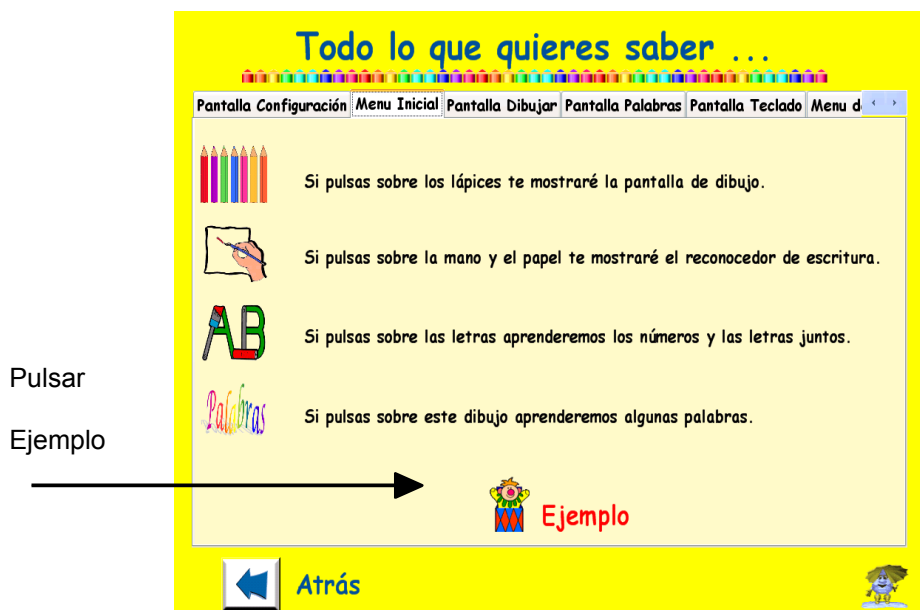 Todo lo que quieres saber ...
Pantalla Configuración Menu Inicial Pantalla Dibujar Pantalla Palabras Pantalla Teclado Menu d
Si pulsas sobre los lápices te mostraré la pantalla de dibujo.
Si pulsas sobre la mano y el papel te mostraré el reconocedor de escritura.
AB
Si pulsas sobre las letras aprenderemos los números y las letras juntos.
Palabras
Si pulsas sobre este dibujo aprenderemos algunas palabras.
Pulsar
Ejemplo
Ejemplo
Atrás